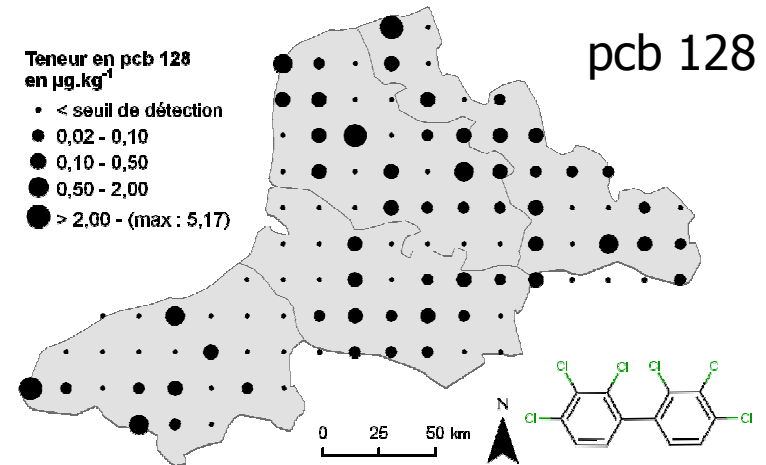 pcb 128
Teneur en pcb 128
en µg.kg-1
< seuil de détection
0,02 - 0,10
0,10 - 0,50
0,50 - 2,00
> 2,00 - (max : 5,17)
Cl Cl Cl Cl
Cl Cl
N
0 25 50 km